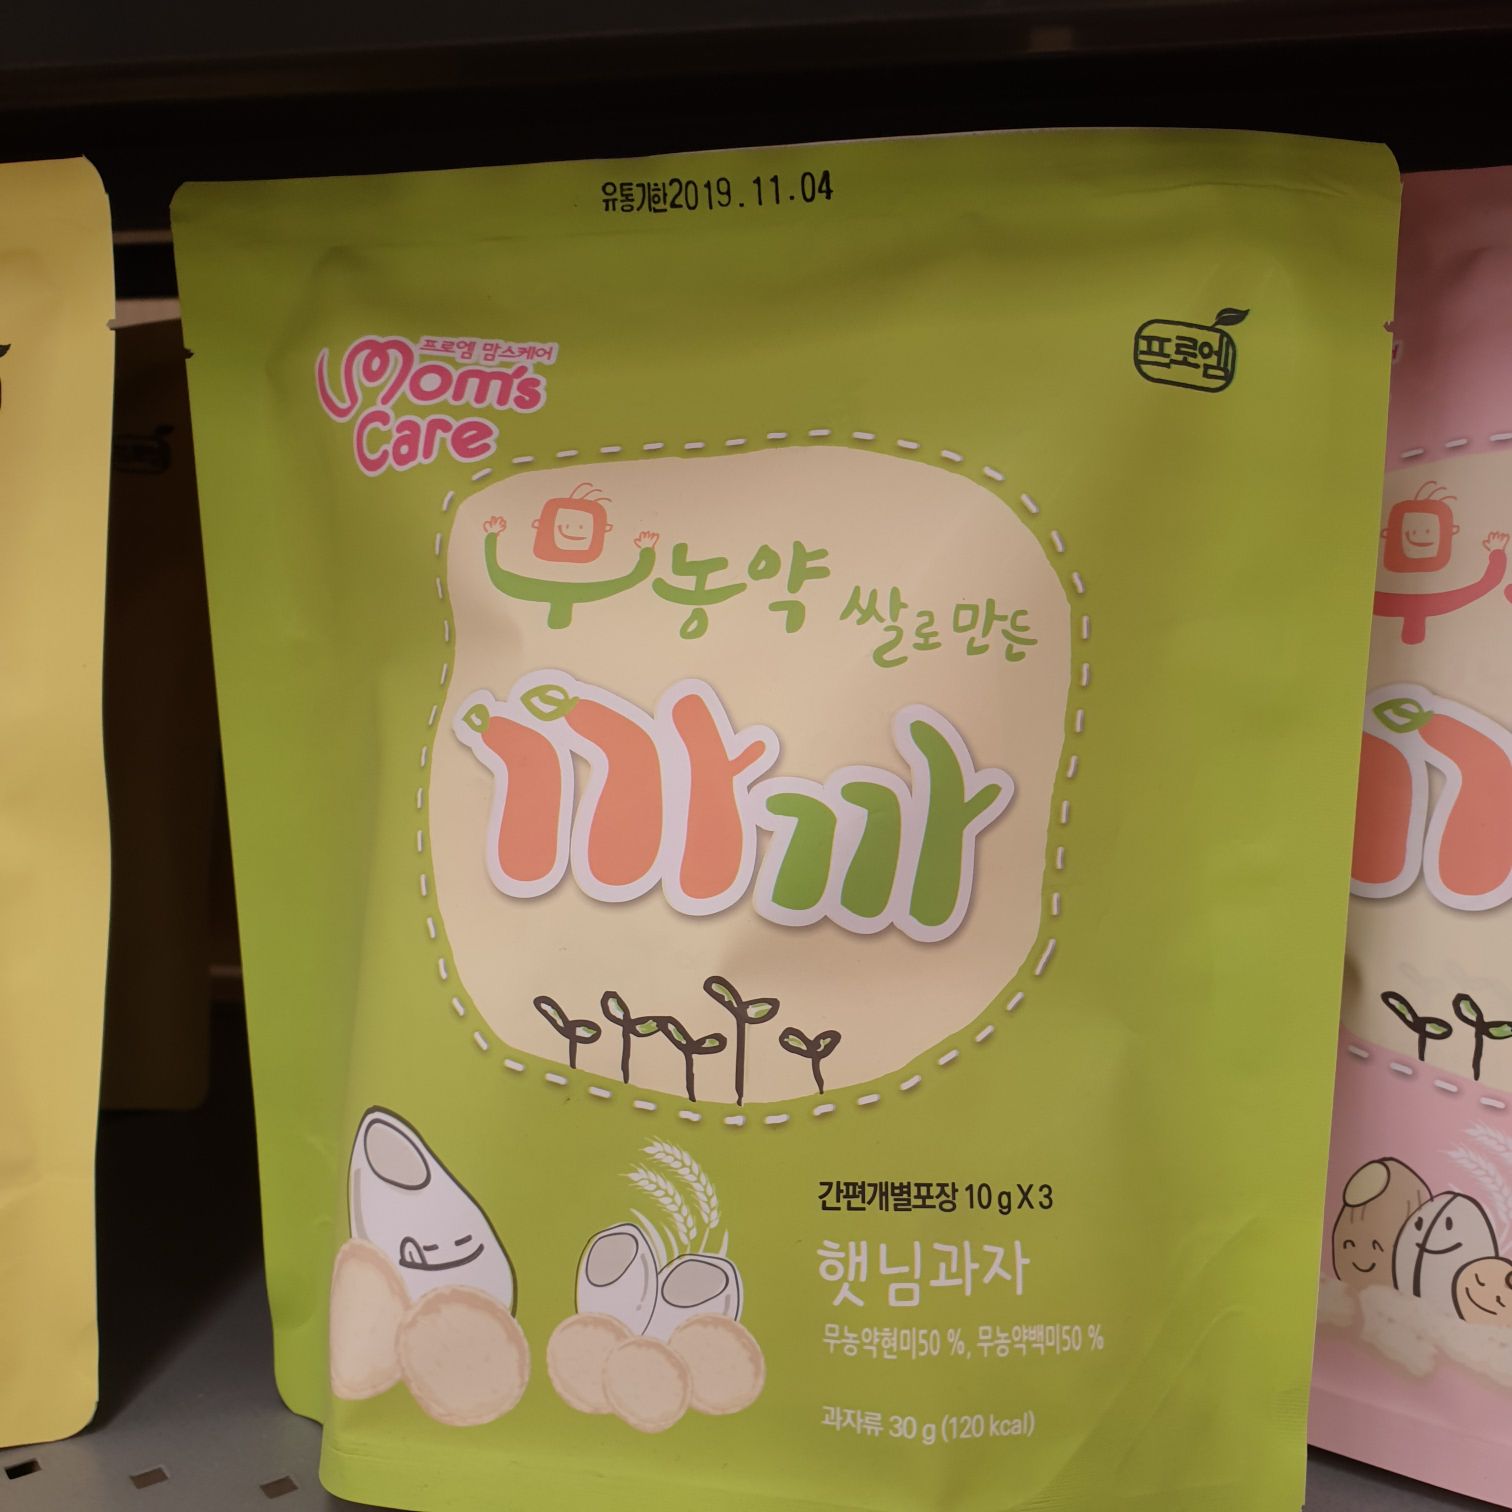 유통기한2019.11.04
프로엠 맘스케어
Mom's
Care
프로엠
무농약 쌀로 만든
까까
간편개별포장 10 g X 3
햇님과자
무농약현미50 %, 무농약백미50 %
과자류 30 g (120 kcal)